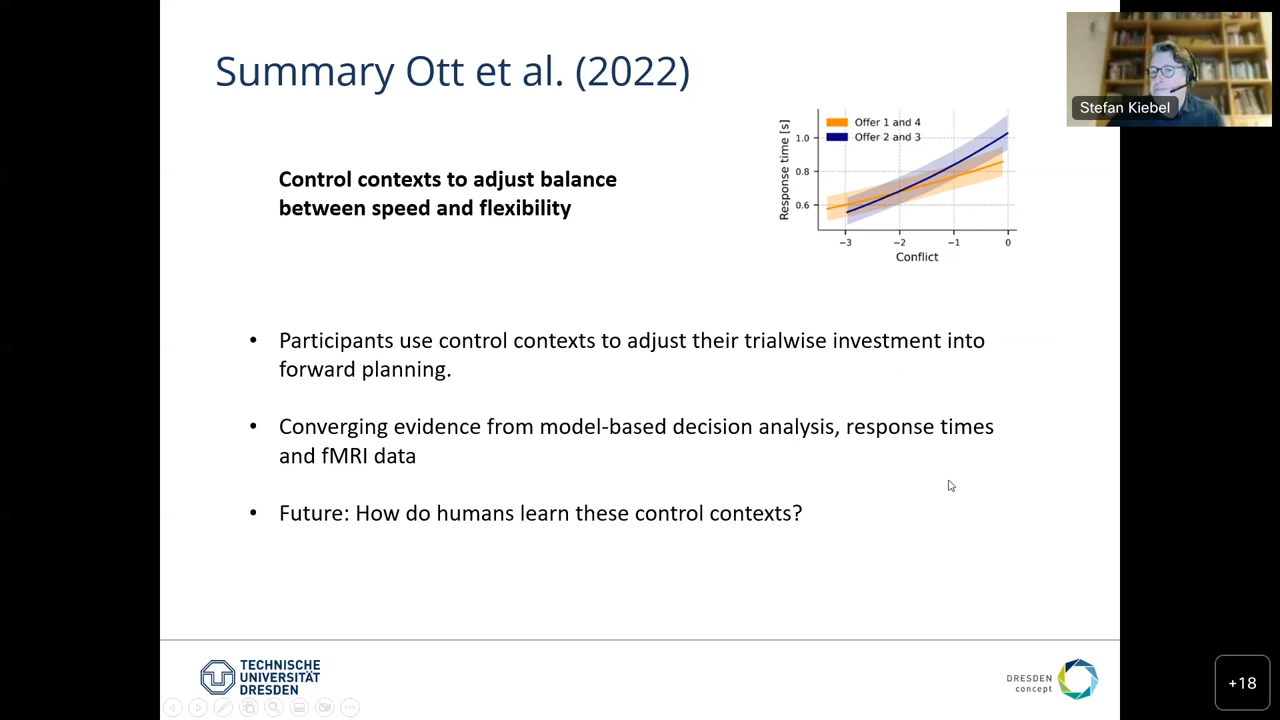 Summary Ott et al. (2022)
Stefan Kiebel
Control contexts to adjust balance
between speed and flexibility
Offer 1 and 4
Offer 2 and 3
Response time [s]
1.0
0.8
0.6
−3
−2
−1
0
Conflict
• Participants use control contexts to adjust their trialwise investment into
forward planning.
• Converging evidence from model-based decision analysis, response times
and fMRI data
• Future: How do humans learn these control contexts?
TECHNISCHE
UNIVERSITÄT
DRESDEN
DRESDEN
concept
+18